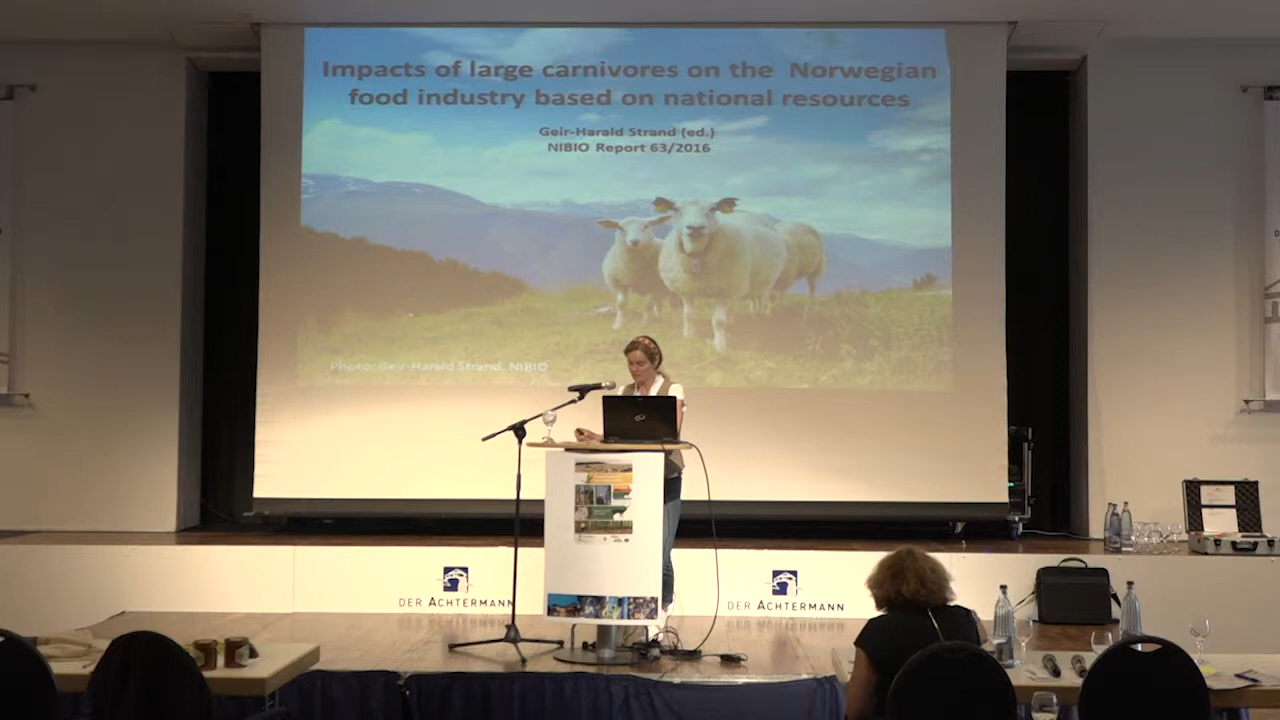 Impacts of large carnivores on the Norwegian
food industry based on national resources
Geir-Harald Strand (ed.)
NIBIO Report 63/2016
Photo: Geir-Harald Strand, NIBIO
DER ACHTERMANN
DER ACHTERMANN